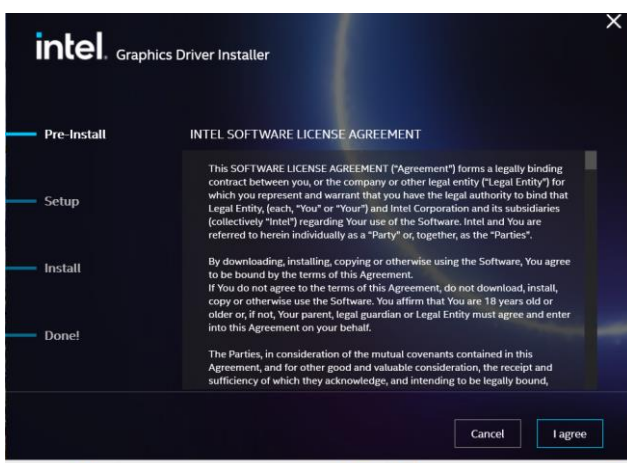 intel. Graphics Driver Installer
Pre-Install
Setup
Install
Done!
INTEL SOFTWARE LICENSE AGREEMENT
This SOFTWARE LICENSE AGREEMENT ("Agreement") forms a legally binding
contract between you, or the company or other legal entity ("Legal Entity") for
which you represent and warrant that you have the legal authority to bind that
Legal Entity, (each, "You" or "Your") and Intel Corporation and its subsidiaries
(collectively "Intel") regarding Your use of the Software. Intel and You are
referred to herein individually as a "Party" or, together, as the "Parties".
By downloading, installing, copying or otherwise using the Software, You agree
to be bound by the terms of this Agreement.
If You do not agree to the terms of this Agreement, do not download, install,
copy or otherwise use the Software. You affirm that You are 18 years old or
older or, if not, Your parent, legal guardian or Legal Entity must agree and enter
into this Agreement on your behalf.
The Parties, in consideration of the mutual covenants contained in this
Agreement, and for other good and valuable consideration, the receipt and
sufficiency of which they acknowledge, and intending to be legally bound,
Cancel
I agree